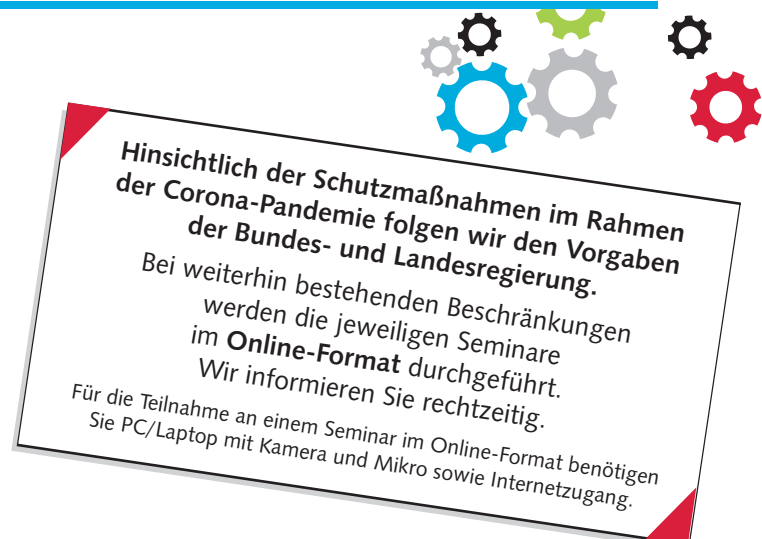 Hinsichtlich der Schutzmaßnahmen im Rahmen
der Corona-Pandemie folgen wir den Vorgaben
der Bundes- und Landesregierung.
Bei weiterhin bestehenden Beschränkungen
werden die jeweiligen Seminare
im Online-Format durchgeführt.
Wir informieren Sie rechtzeitig.
Für die Teilnahme an einem Seminar im Online-Format benötigen
Sie PC/Laptop mit Kamera und Mikro sowie Internetzugang.